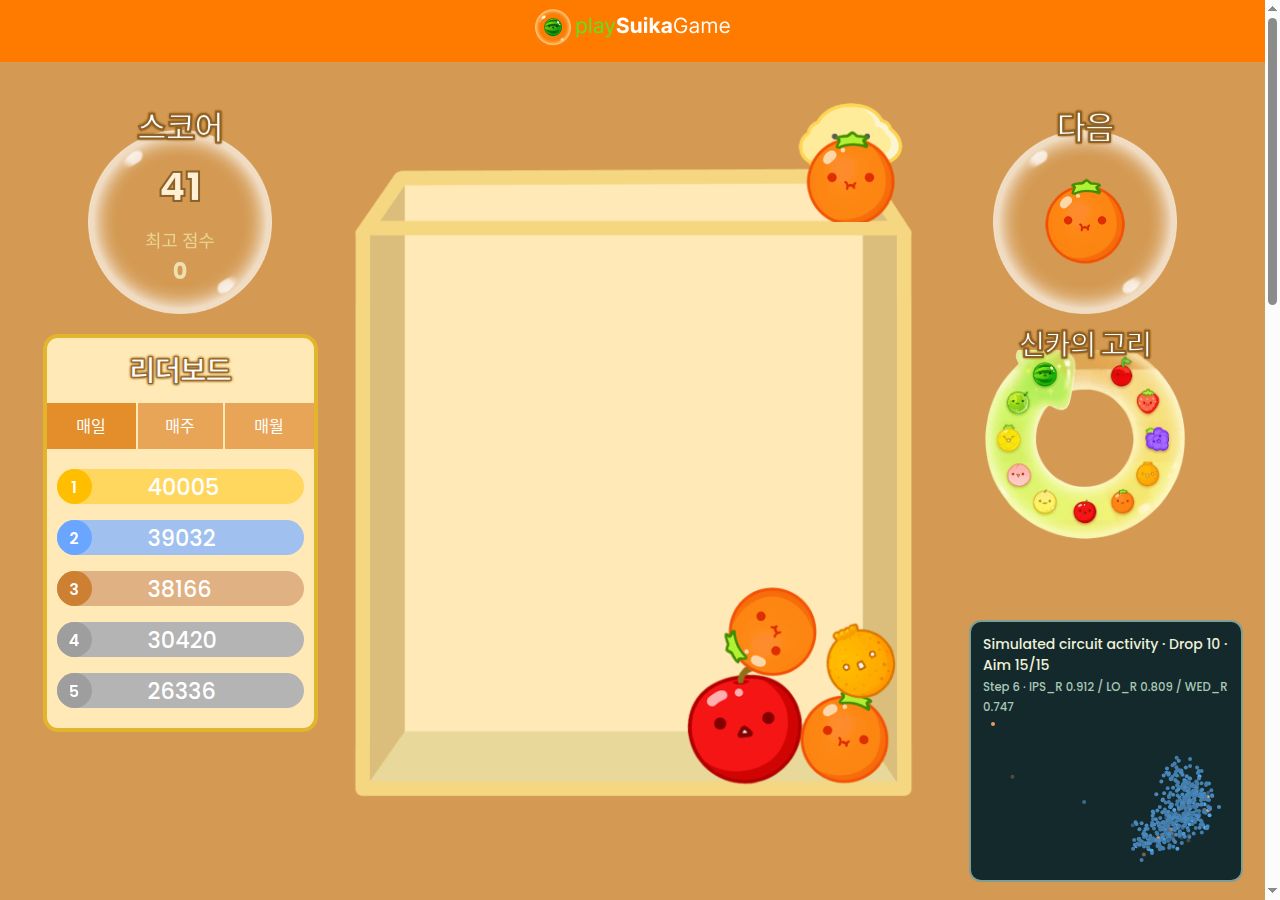 playSuikaGame
스코어
41
최고 점수
0
다음
리더보드
매일 매주 매월
1 40005
2 39032
3 38166
4 30420
5 26336
신카의 고리
Simulated circuit activity · Drop 10 ·
Aim 15/15
Step 6 · IPS_R 0.912 / LO_R 0.809 / WED_R
0.747